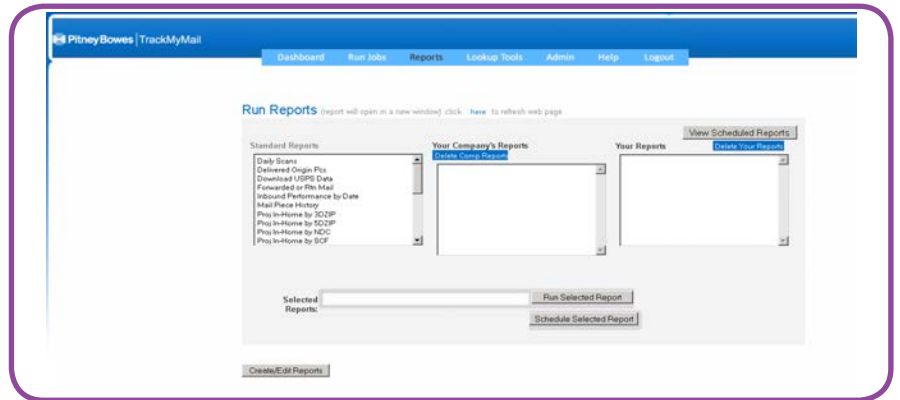 PitneyBowes | TrackMyMail
Dashboard Run Jobs Reports Lookup Tools Admin Help Logout
Run Reports (report will open in a new window) click here to refresh web page
View Scheduled Reports
Standard Reports Your Company's Reports Your Reports Delete Your Reports
Delete Comp Reports
Daily Scans
Delivered Origin Pcs
Download USPS Data
Forwarded or Rtn Mail
Inbound Performance by Date
Mail Piece History
Proj In-Home by 3DZIP
Proj In-Home by 5DZIP
Proj In-Home by NDC
Proj In-Home by SCF
Selected Reports:
Run Selected Report
Schedule Selected Report
Create/Edit Reports